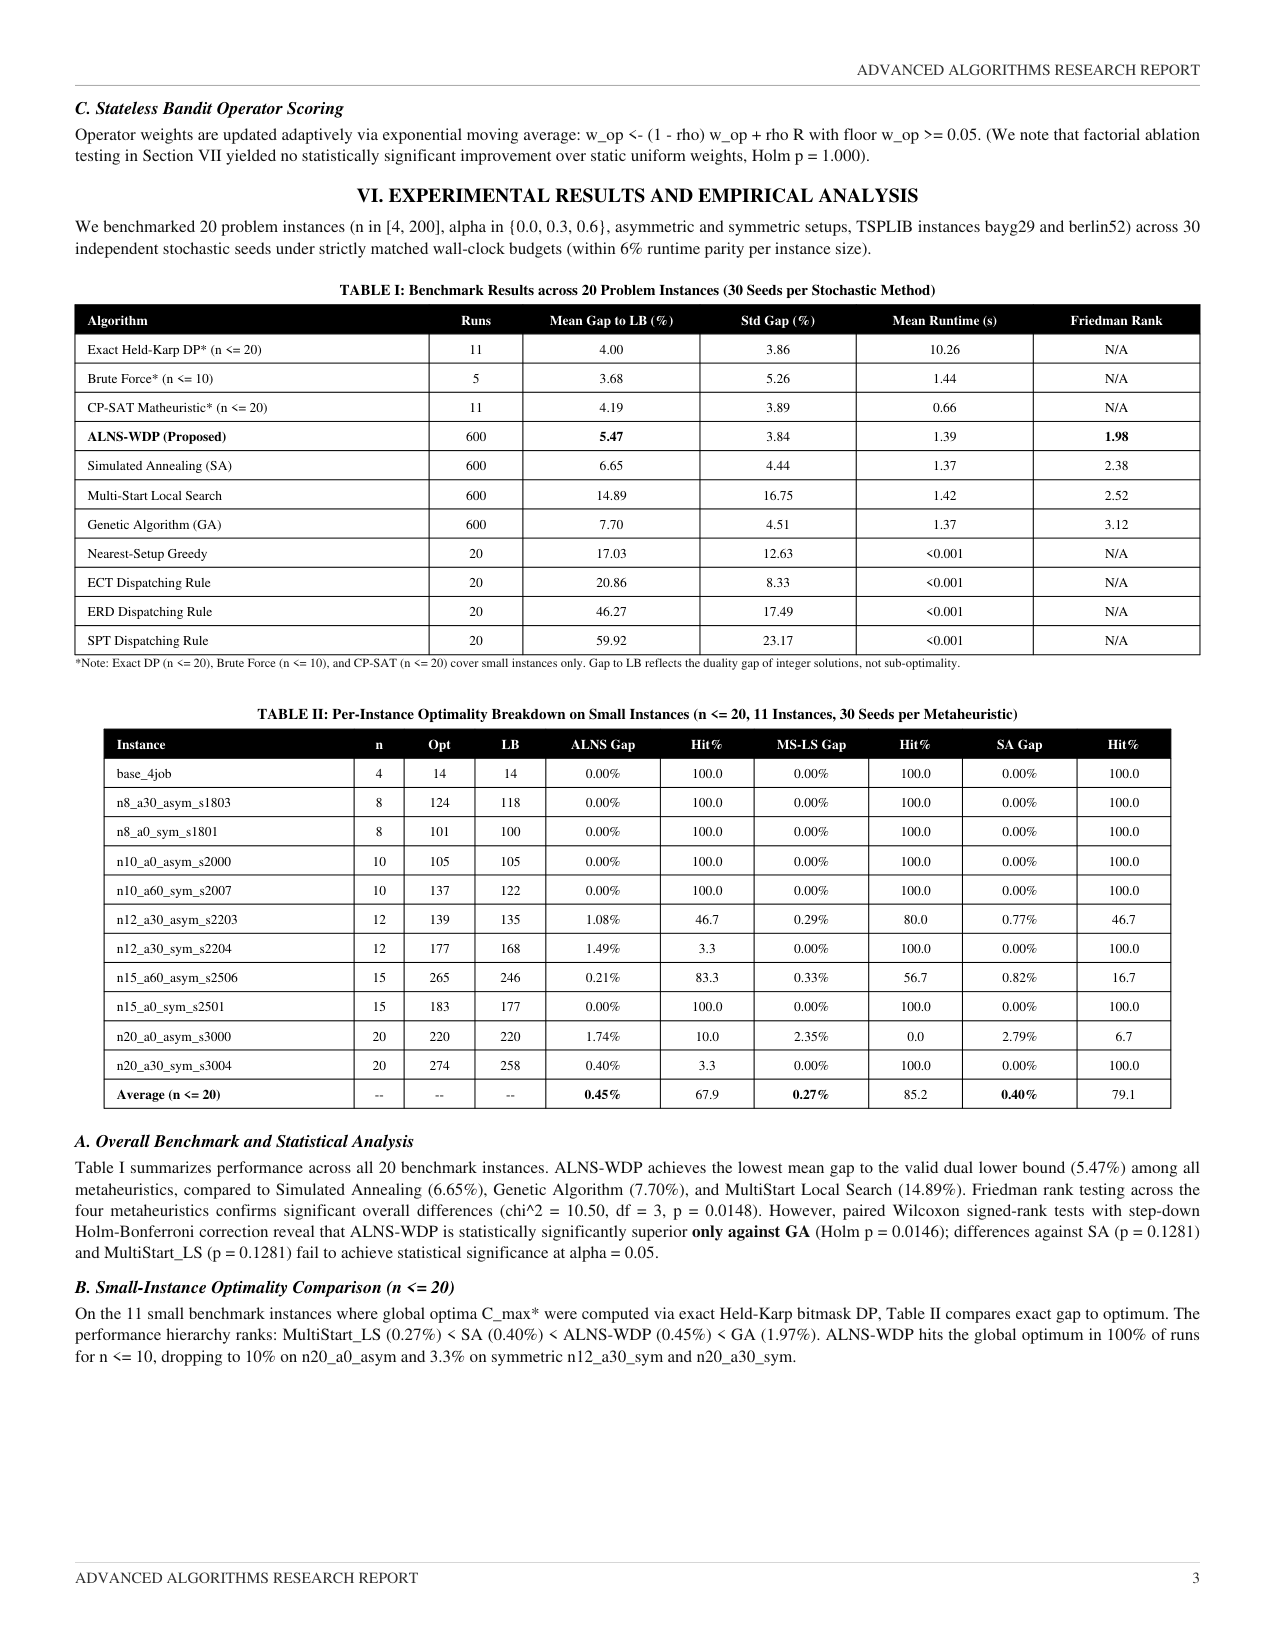 ADVANCED ALGORITHMS RESEARCH REPORT
C. Stateless Bandit Operator Scoring
Operator weights are updated adaptively via exponential moving average: w_op <- (1 - rho) w_op + rho R with floor w_op >= 0.05. (We note that factorial ablation
testing in Section VII yielded no statistically significant improvement over static uniform weights, Holm p = 1.000).
VI. EXPERIMENTAL RESULTS AND EMPIRICAL ANALYSIS
We benchmarked 20 problem instances (n in [4, 200], alpha in {0.0, 0.3, 0.6}, asymmetric and symmetric setups, TSPLIB instances bayg29 and berlin52) across 30
independent stochastic seeds under strictly matched wall-clock budgets (within 6% runtime parity per instance size).
TABLE I: Benchmark Results across 20 Problem Instances (30 Seeds per Stochastic Method)
Algorithm Runs Mean Gap to LB (%) Std Gap (%) Mean Runtime (s) Friedman Rank
Exact Held-Karp DP* (n <= 20) 11 4.00 3.86 10.26 N/A
Brute Force* (n <= 10) 5 3.68 5.26 1.44 N/A
CP-SAT Matheuristic* (n <= 20) 11 4.19 3.89 0.66 N/A
ALNS-WDP (Proposed) 600 5.47 3.84 1.39 1.98
Simulated Annealing (SA) 600 6.65 4.44 1.37 2.38
Multi-Start Local Search 600 14.89 16.75 1.42 2.52
Genetic Algorithm (GA) 600 7.70 4.51 1.37 3.12
Nearest-Setup Greedy 20 17.03 12.63 <0.001 N/A
ECT Dispatching Rule 20 20.86 8.33 <0.001 N/A
ERD Dispatching Rule 20 46.27 17.49 <0.001 N/A
SPT Dispatching Rule 20 59.92 23.17 <0.001 N/A
*Note: Exact DP (n <= 20), Brute Force (n <= 10), and CP-SAT (n <= 20) cover small instances only. Gap to LB reflects the duality gap of integer solutions, not sub-optimality.
TABLE II: Per-Instance Optimality Breakdown on Small Instances (n <= 20, 11 Instances, 30 Seeds per Metaheuristic)
Instance n Opt LB ALNS Gap Hit% MS-LS Gap Hit% SA Gap Hit%
base_4job 4 14 14 0.00% 100.0 0.00% 100.0 0.00% 100.0
n8_a30_asym_s1803 8 124 118 0.00% 100.0 0.00% 100.0 0.00% 100.0
n8_a0_sym_s1801 8 101 100 0.00% 100.0 0.00% 100.0 0.00% 100.0
n10_a0_asym_s2000 10 105 105 0.00% 100.0 0.00% 100.0 0.00% 100.0
n10_a60_sym_s2007 10 137 122 0.00% 100.0 0.00% 100.0 0.00% 100.0
n12_a30_asym_s2203 12 139 135 1.08% 46.7 0.29% 80.0 0.77% 46.7
n12_a30_sym_s2204 12 177 168 1.49% 3.3 0.00% 100.0 0.00% 100.0
n15_a60_asym_s2506 15 265 246 0.21% 83.3 0.33% 56.7 0.82% 16.7
n15_a0_sym_s2501 15 183 177 0.00% 100.0 0.00% 100.0 0.00% 100.0
n20_a0_asym_s3000 20 220 220 1.74% 10.0 2.35% 0.0 2.79% 6.7
n20_a30_sym_s3004 20 274 258 0.40% 3.3 0.00% 100.0 0.00% 100.0
Average (n <= 20) -- -- -- 0.45% 67.9 0.27% 85.2 0.40% 79.1
A. Overall Benchmark and Statistical Analysis
Table I summarizes performance across all 20 benchmark instances. ALNS-WDP achieves the lowest mean gap to the valid dual lower bound (5.47%) among all
metaheuristics, compared to Simulated Annealing (6.65%), Genetic Algorithm (7.70%), and MultiStart Local Search (14.89%). Friedman rank testing across the
four metaheuristics confirms significant overall differences (chi^2 = 10.50, df = 3, p = 0.0148). However, paired Wilcoxon signed-rank tests with step-down
Holm-Bonferroni correction reveal that ALNS-WDP is statistically significantly superior only against GA (Holm p = 0.0146); differences against SA (p = 0.1281)
and MultiStart_LS (p = 0.1281) fail to achieve statistical significance at alpha = 0.05.
B. Small-Instance Optimality Comparison (n <= 20)
On the 11 small benchmark instances where global optima C_max* were computed via exact Held-Karp bitmask DP, Table II compares exact gap to optimum. The
performance hierarchy ranks: MultiStart_LS (0.27%) < SA (0.40%) < ALNS-WDP (0.45%) < GA (1.97%). ALNS-WDP hits the global optimum in 100% of runs
for n <= 10, dropping to 10% on n20_a0_asym and 3.3% on symmetric n12_a30_sym and n20_a30_sym.
ADVANCED ALGORITHMS RESEARCH REPORT 3